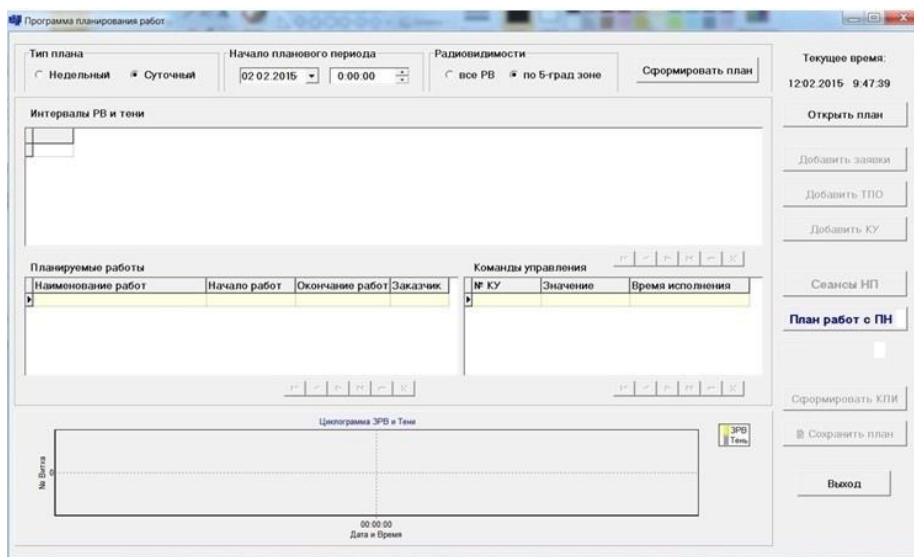 Программа планирования работ
Тип плана
Недельный Суточный
Начало планового периода
02 02.2015 0:00:00
Радиовидимости
все РВ по 5-град зоне
Сформировать план
Текущее время:
12.02.2015 9:47:39
Открыть план
Добавить заявки
Добавить ТПО
Добавить КУ
Сеансы НП
План работ с ПН
Сформировать КПИ
Сохранить план
Выход
Интервалы РВ и тени
Планируемые работы
Наименование работ Начало работ Окончание работ Заказчик
Команды управления
№ КУ Значение Время исполнения
Циклограмма ЗРВ и Тени
ЗРВ
Тень
№ Витка
0
00:00:00
Дата и Время